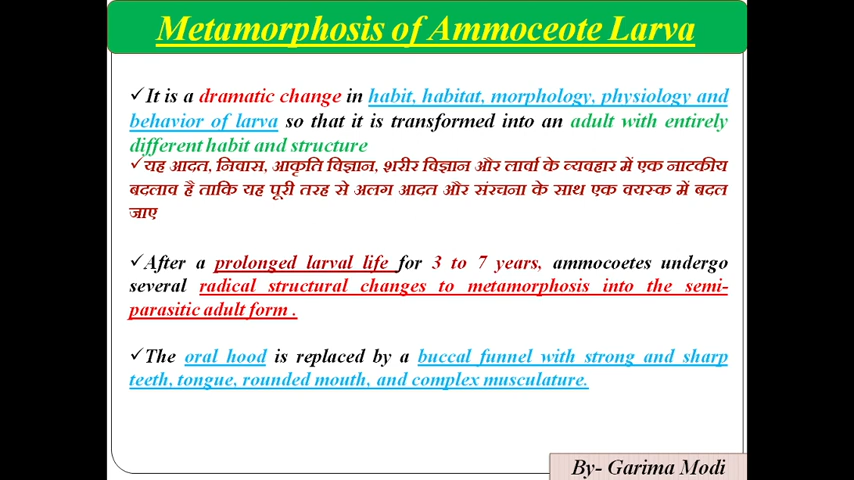 Metamorphosis of Ammoceote Larva
✓It is a dramatic change in habit, habitat, morphology, physiology and
behavior of larva so that it is transformed into an adult with entirely
different habit and structure
✓यह आदत, निवास, आकृति विज्ञान, शरीर विज्ञान और लार्वा के व्यवहार में एक नाटकीय
बदलाव है ताकि यह पूरी तरह से अलग आदत और संरचना के साथ एक वयस्क में बदल
जाए
✓After a prolonged larval life for 3 to 7 years, ammocoetes undergo
several radical structural changes to metamorphosis into the semi-
parasitic adult form .
✓The oral hood is replaced by a buccal funnel with strong and sharp
teeth, tongue, rounded mouth, and complex musculature.
By- Garima Modi